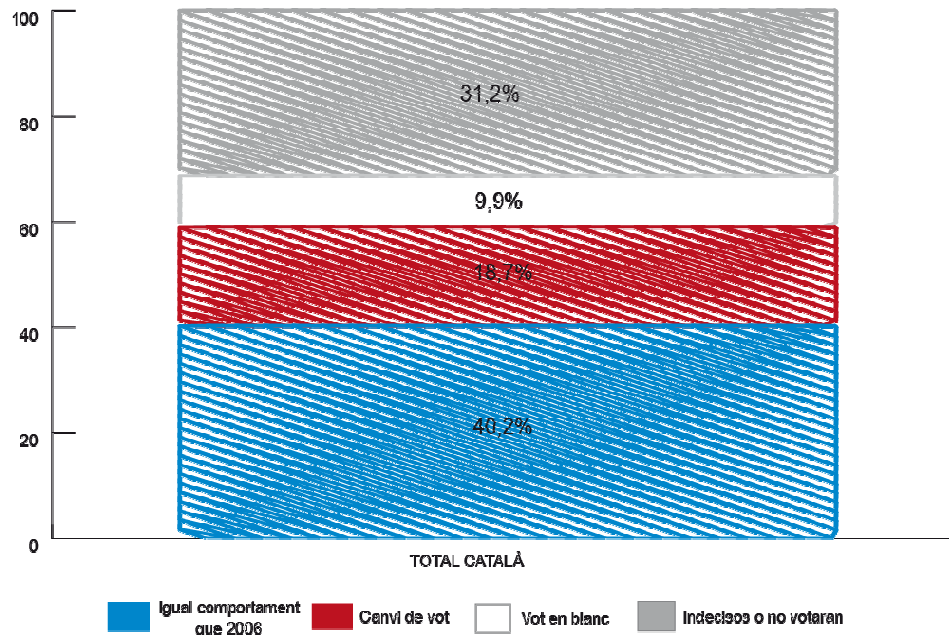 100
31,2%
80
9,9%
60
18,7%
40
40,2%
20
0
TOTAL CATALÀ
Igual comportament
que 2006
Canvi de vot
Vot en blanc
Indecisos o no votaran